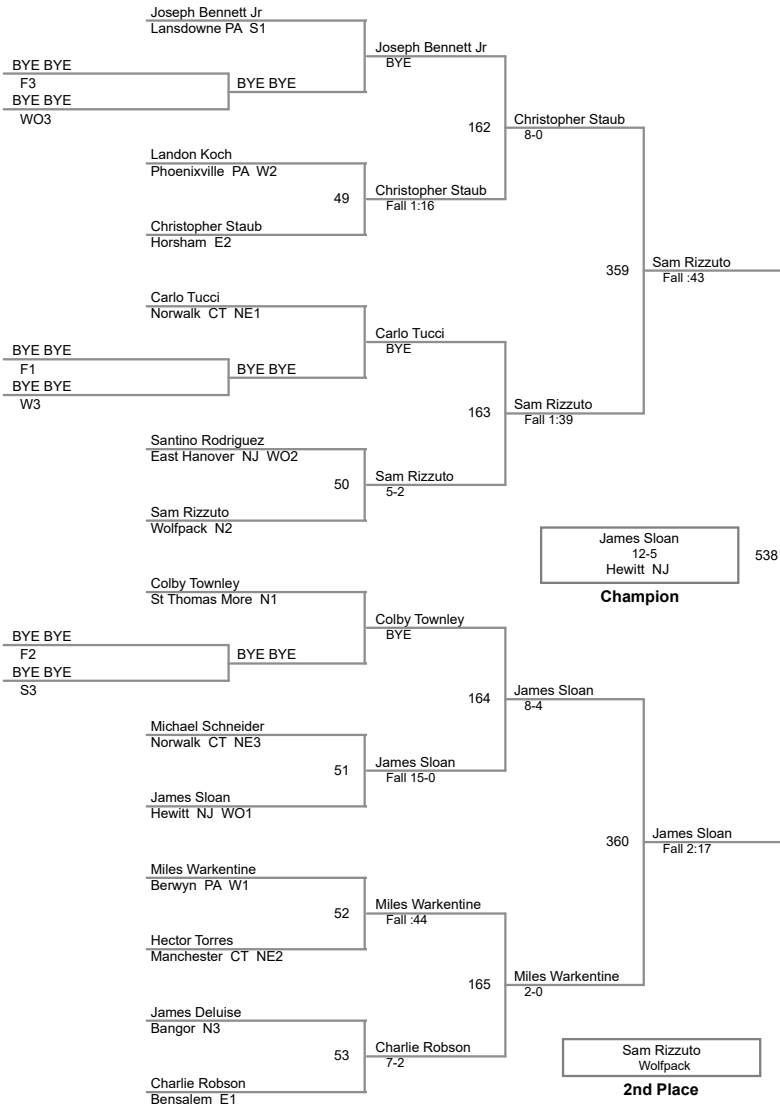 Joseph Bennett Jr
Lansdowne PA S1
Joseph Bennett Jr
BYE
BYE BYE
F3
BYE BYE
BYE BYE
WO3
162
Christopher Staub
8-0
Landon Koch
Phoenixville PA W2
49
Christopher Staub
Fall 1:16
Christopher Staub
Horsham E2
359
Sam Rizzuto
Fall :43
Carlo Tucci
Norwalk CT NE1
Carlo Tucci
BYE
BYE BYE
F1
BYE BYE
BYE BYE
W3
163
Sam Rizzuto
Fall 1:39
Santino Rodriguez
East Hanover NJ WO2
50
Sam Rizzuto
5-2
Sam Rizzuto
Wolfpack N2
James Sloan
12-5
Hewitt NJ
538
Champion
Colby Townley
St Thomas More N1
Colby Townley
BYE
BYE BYE
F2
BYE BYE
BYE BYE
S3
164
James Sloan
8-4
Michael Schneider
Norwalk CT NE3
51
James Sloan
Fall 15-0
James Sloan
Hewitt NJ WO1
360
James Sloan
Fall 2:17
Miles Warkentine
Berwyn PA W1
52
Miles Warkentine
Fall :44
Hector Torres
Manchester CT NE2
165
Miles Warkentine
2-0
James Deluise
Bangor N3
53
Charlie Robson
7-2
Charlie Robson
Bensalem E1
Sam Rizzuto
Wolfpack
2nd Place